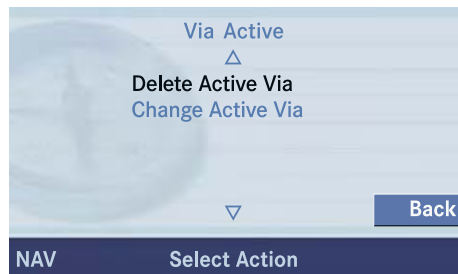 Via Active
Delete Active Via
Change Active Via
Back
NAV Select Action